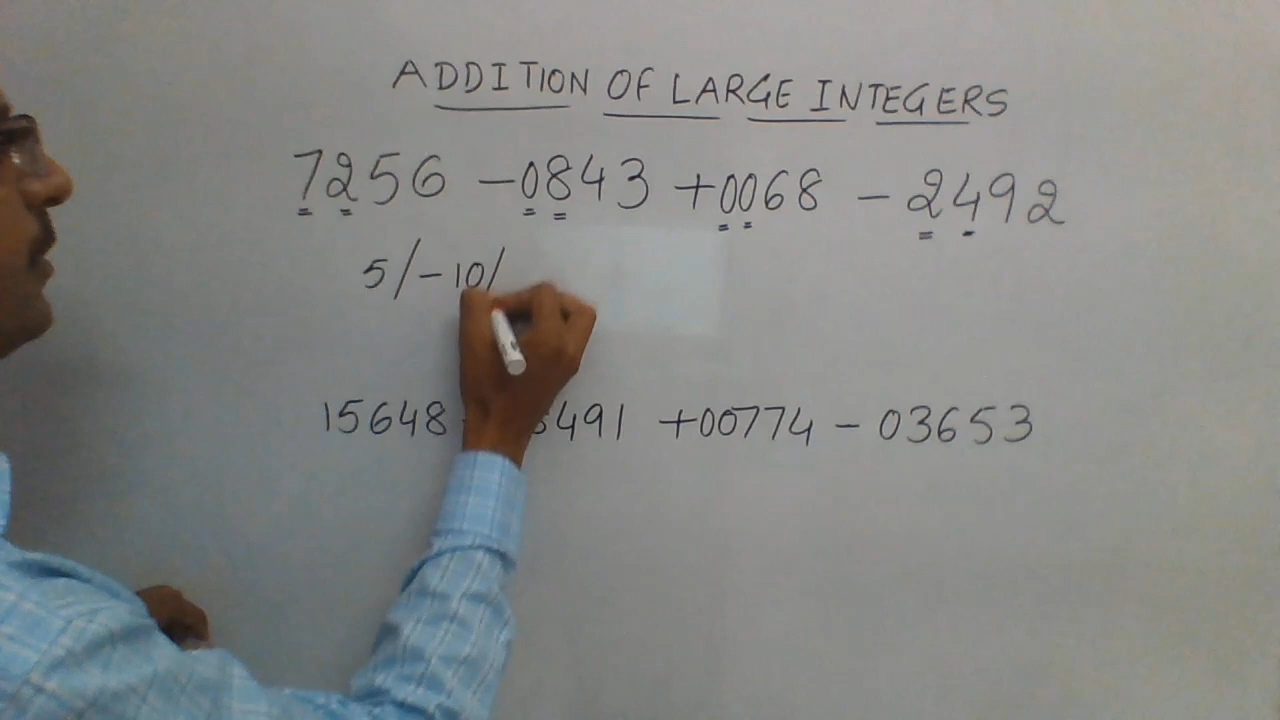 ADDITION OF LARGE INTEGERS
7256 - 0843 + 0068 - 2492
5/-10/
15648 491 + 00774 - 03653